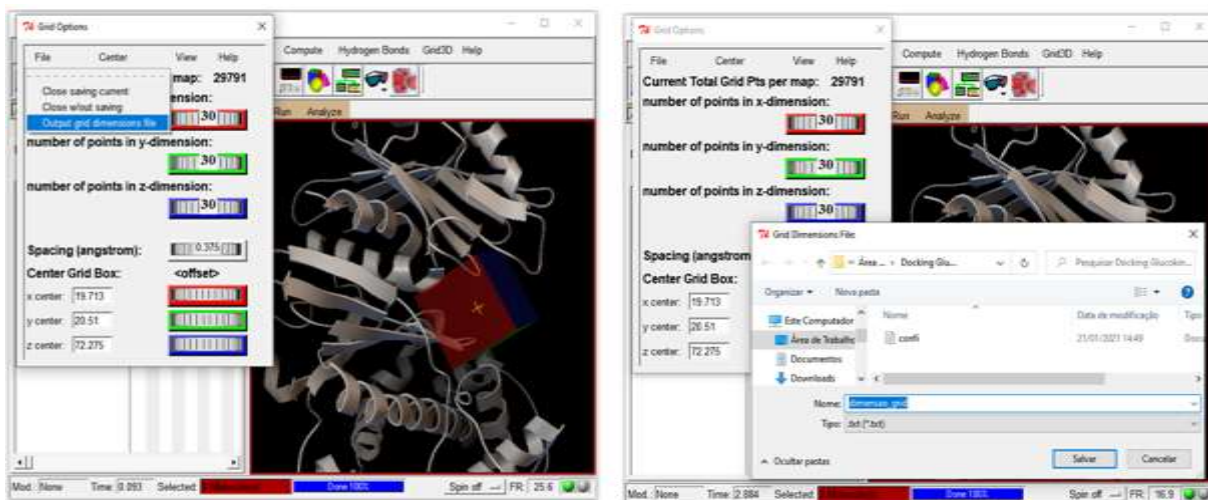 Grid Options
File Center View Help
map: 29791
Close saving current
Close w/out saving
Output grid dimensions file
ension:
30
number of points in y-dimension:
30
number of points in z-dimension:
30
Spacing (angstrom): 0.375
Center Grid Box: <offset>
x center: 19.713
y center: 20.51
z center: 72.275
Compute Hydrogen Bonds Grid3D Help
Run Analyze
Mod.: None Time: 0.093 Selected: Done 100% Spin off FR: 25.6
Grid Options
File Center View Help
Current Total Grid Pts per map: 29791
number of points in x-dimension:
30
number of points in y-dimension:
30
number of points in z-dimension:
30
Spacing (angstrom
Center Grid Box:
x center: 19.713
y center: 20.51
z center: 72.275
Compute Hydrogen Bonds Grid3D Help
Run Analyze
Grid Dimensions File:
Área ... Docking Glu...
Pesquisar Docking Glucokin...
Organizar Nova pasta
Este Computador
Área de Trabalho
Documentos
Downloads
Nome Data de modificação Tipo
confi 21/01/2021 14:49 Docu
Nome: dimensao_grid
Tipo: .txt (*.txt)
Ocultar pastas Salvar Cancelar
Mod.: None Time: 2.884 Selected: Done 100% Spin off FR: 16.9